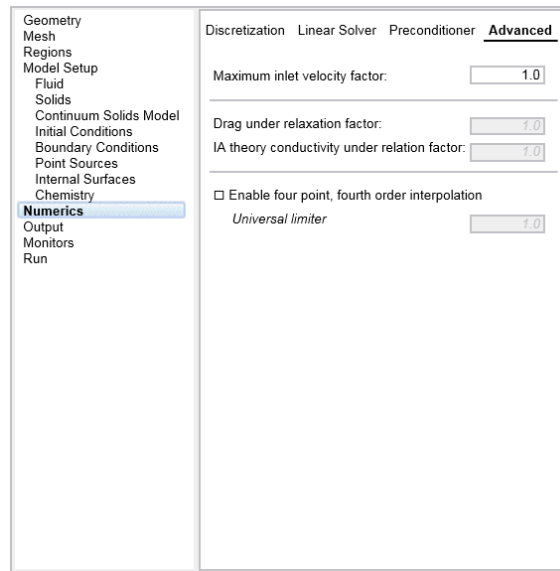 Geometry
Mesh
Regions
Model Setup
Fluid
Solids
Continuum Solids Model
Initial Conditions
Boundary Conditions
Point Sources
Internal Surfaces
Chemistry
Numerics
Output
Monitors
Run
Discretization Linear Solver Preconditioner Advanced
Maximum inlet velocity factor: 1.0
Drag under relaxation factor: 1.0
IA theory conductivity under relation factor: 1.0
Enable four point, fourth order interpolation
Universal limiter 1.0